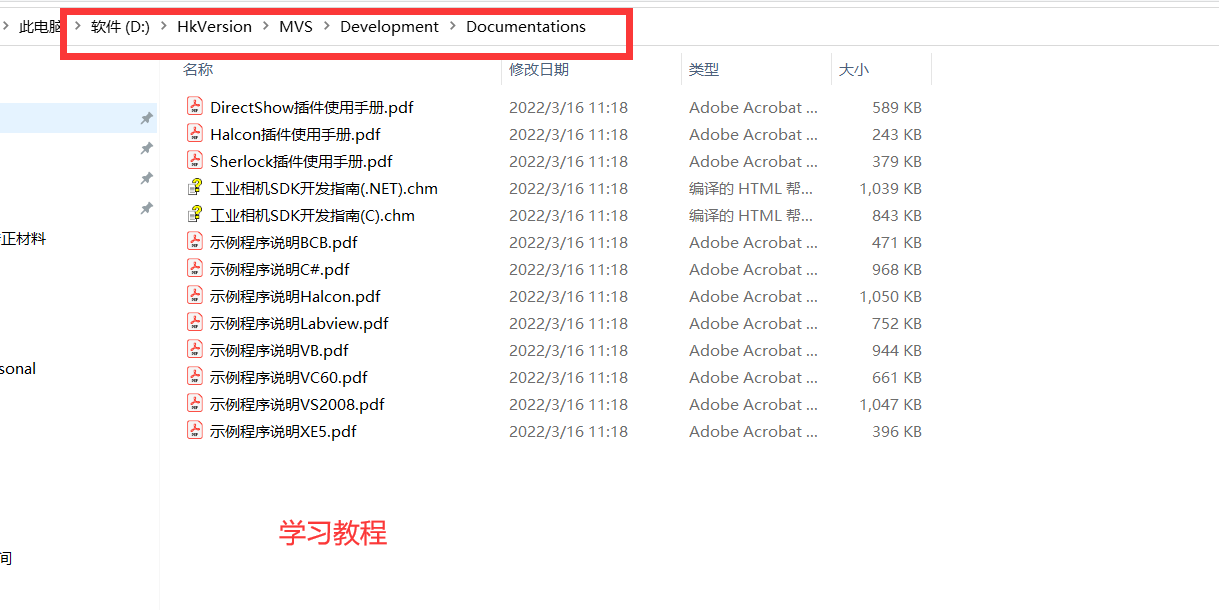 此电脑 > 软件 (D:) > HkVersion > MVS > Development > Documentations
名称 修改日期 类型 大小
DirectShow插件使用手册.pdf 2022/3/16 11:18 Adobe Acrobat ... 589 KB
Halcon插件使用手册.pdf 2022/3/16 11:18 Adobe Acrobat ... 243 KB
Sherlock插件使用手册.pdf 2022/3/16 11:18 Adobe Acrobat ... 379 KB
工业相机SDK开发指南(.NET).chm 2022/3/16 11:18 编译的 HTML 帮... 1,039 KB
工业相机SDK开发指南(C).chm 2022/3/16 11:18 编译的 HTML 帮... 843 KB
正材料
示例程序说明BCB.pdf 2022/3/16 11:18 Adobe Acrobat ... 471 KB
示例程序说明C#.pdf 2022/3/16 11:18 Adobe Acrobat ... 968 KB
示例程序说明Halcon.pdf 2022/3/16 11:18 Adobe Acrobat ... 1,050 KB
示例程序说明Labview.pdf 2022/3/16 11:18 Adobe Acrobat ... 752 KB
示例程序说明VB.pdf 2022/3/16 11:18 Adobe Acrobat ... 944 KB
sonal
示例程序说明VC60.pdf 2022/3/16 11:18 Adobe Acrobat ... 661 KB
示例程序说明VS2008.pdf 2022/3/16 11:18 Adobe Acrobat ... 1,047 KB
示例程序说明XE5.pdf 2022/3/16 11:18 Adobe Acrobat ... 396 KB
学习教程
间